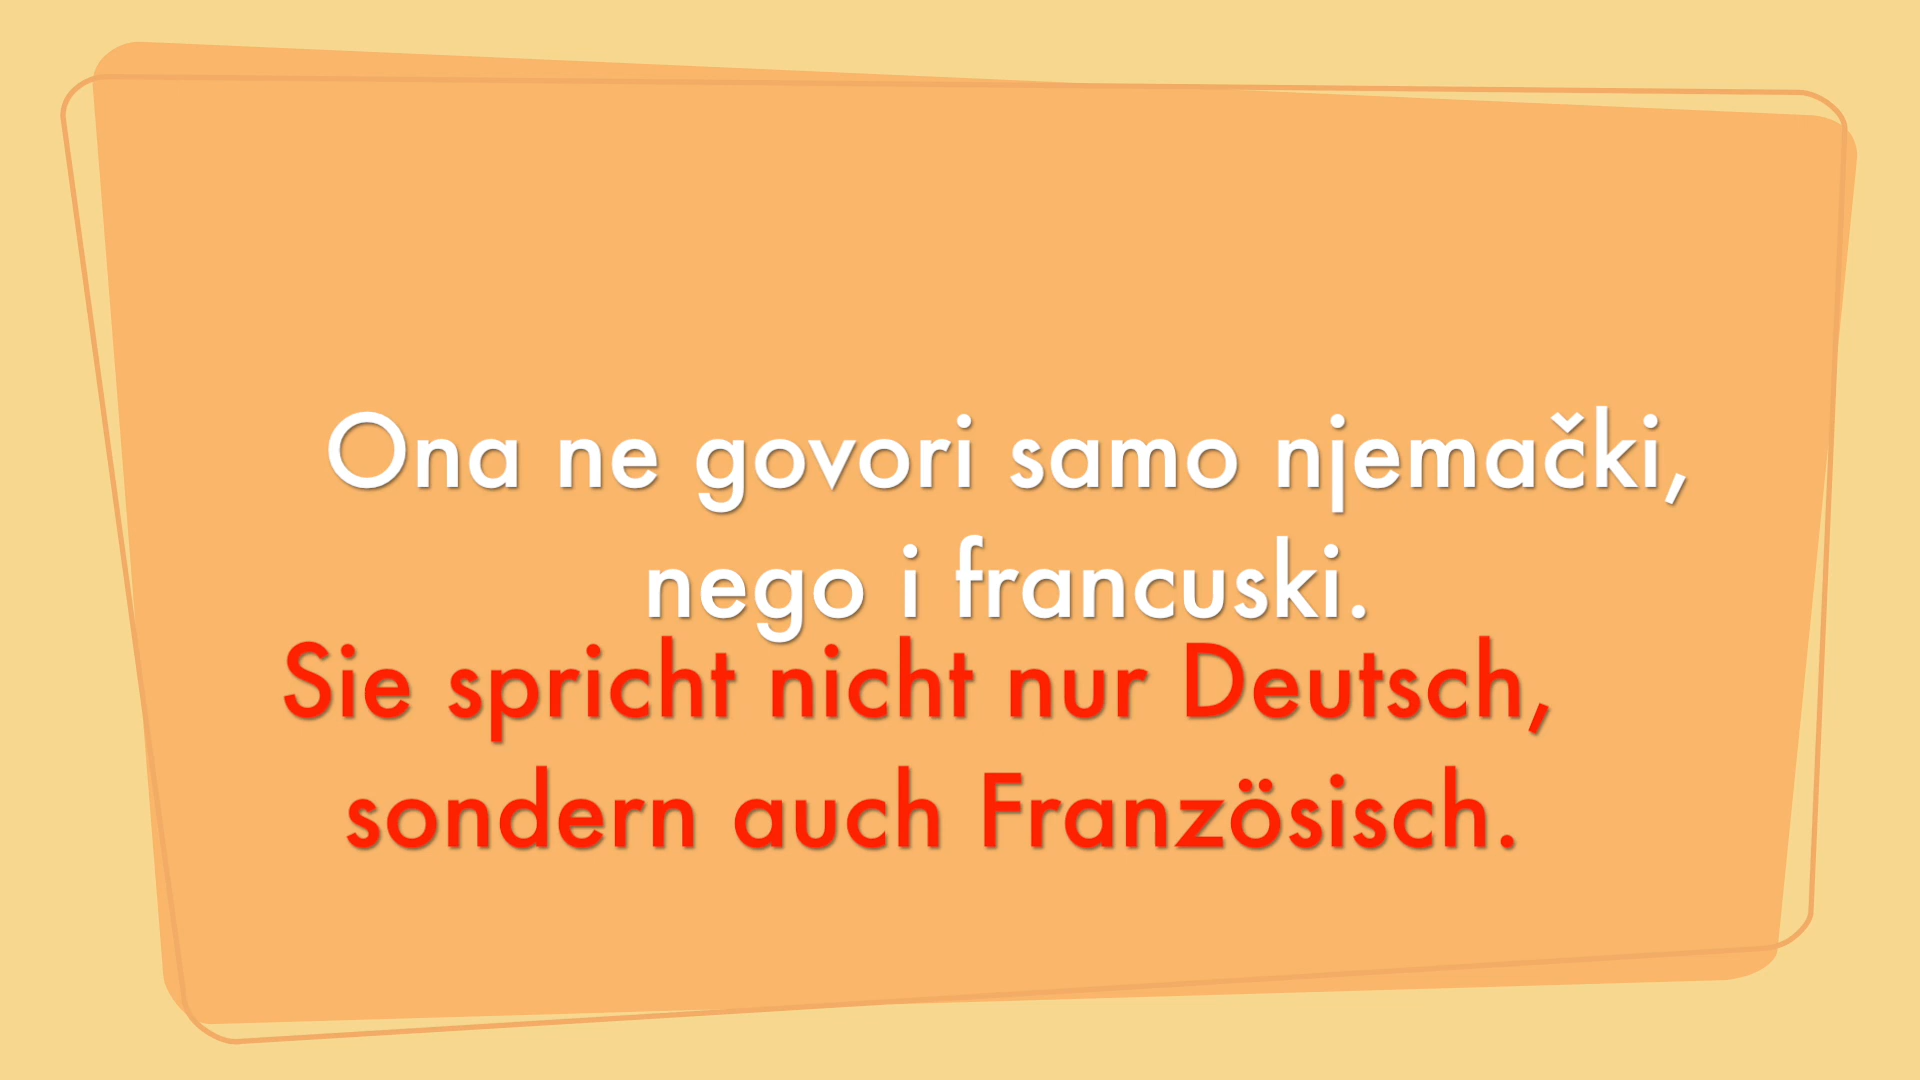 Ona ne govori samo njemački,
nego i francuski.
Sie spricht nicht nur Deutsch,
sondern auch Französisch.